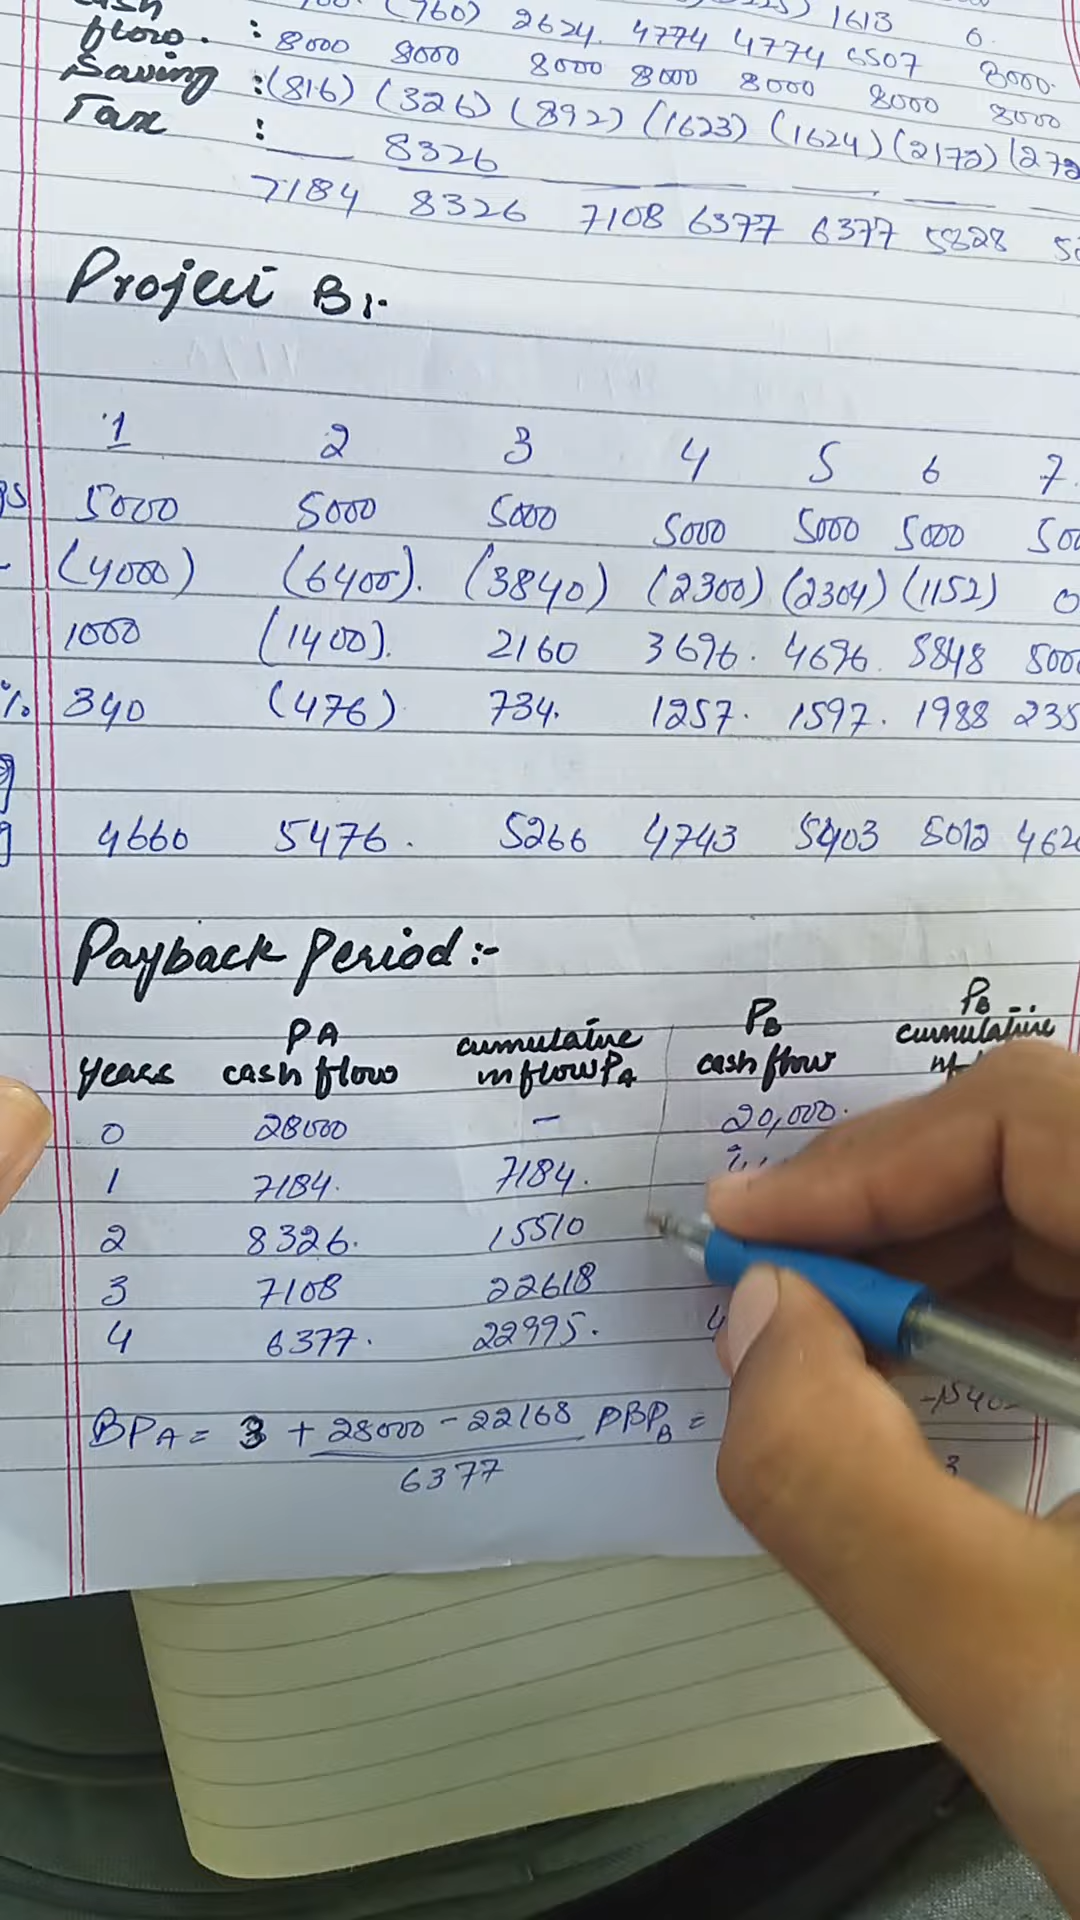 (760) 2624 4774 4774 6507
flow. : 8000 8000 8000 8000 8000 8000 8000
Saving :(816) (326) (892) (1623) (1624) (2172)
Tax : 8326
7184 8326 7108 6377 6377 5828
Project B:-
1 2 3 4 5 6 7
5000 5000 5000 5000 5000 5000
(4000) (6400). (3840) (2300) (2304) (1152) 0
1000 (1400). 2160 3696. 4696. 5848
340 (476) 734. 1257. 1597. 1988
4660 5476. 5266 4743 5403 5012
Payback Period:-
years PA cash flow cumulative inflow PA PB cash flow PB cumulative
0 28000 - 20,000.
1 7184. 7184.
2 8326. 15510
3 7108 22618
4 6377. 22995.
BPA = 3 + 28000 - 22168 PBPB =
6377